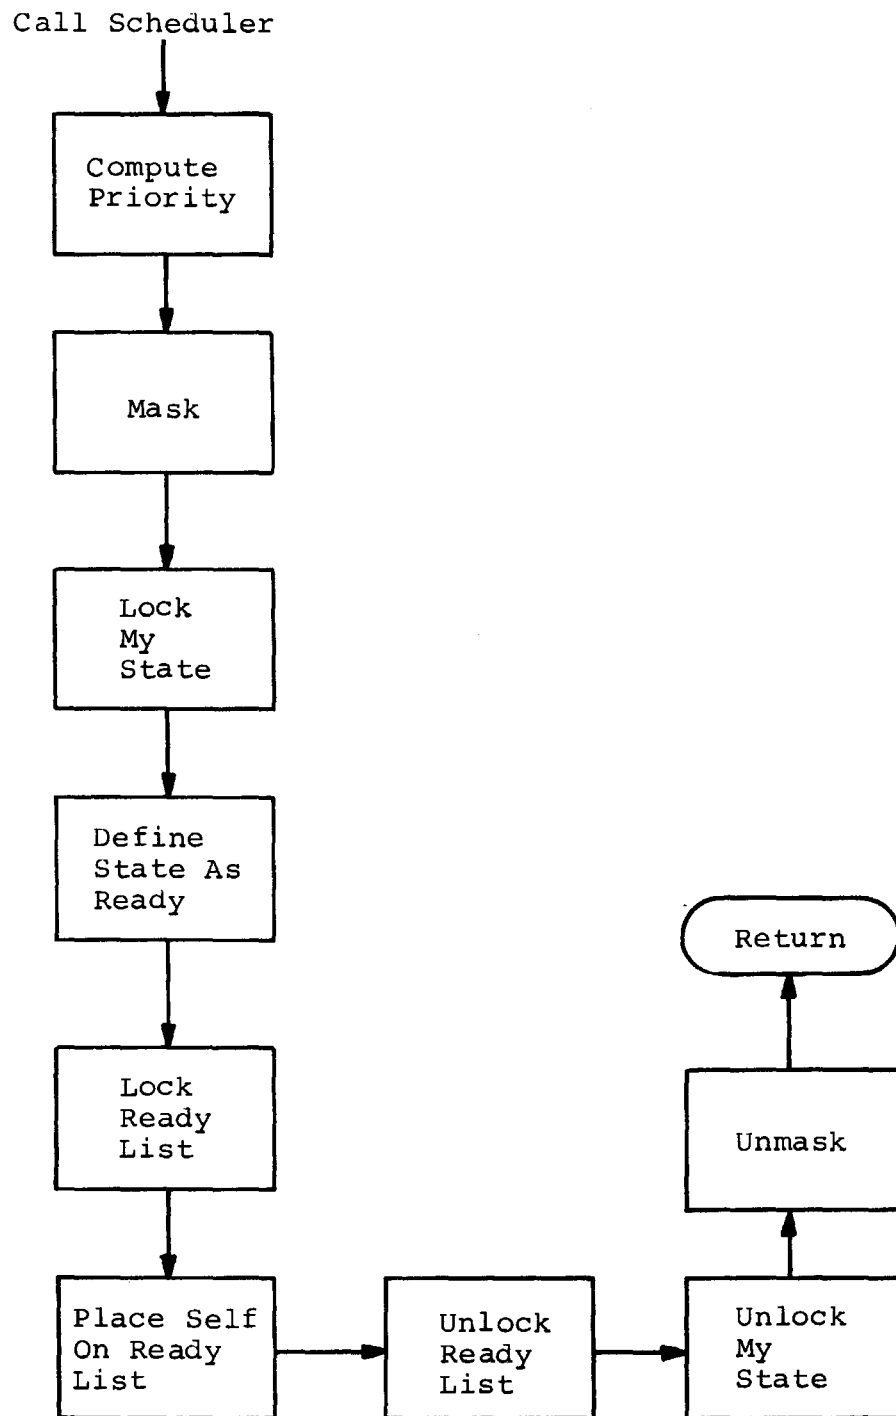 Call Scheduler
Compute
Priority
Mask
Lock
My
State
Define
State As
Ready
Lock
Ready
List
Place Self
On Ready
List
Unlock
Ready
List
Unlock
My
State
Unmask
Return